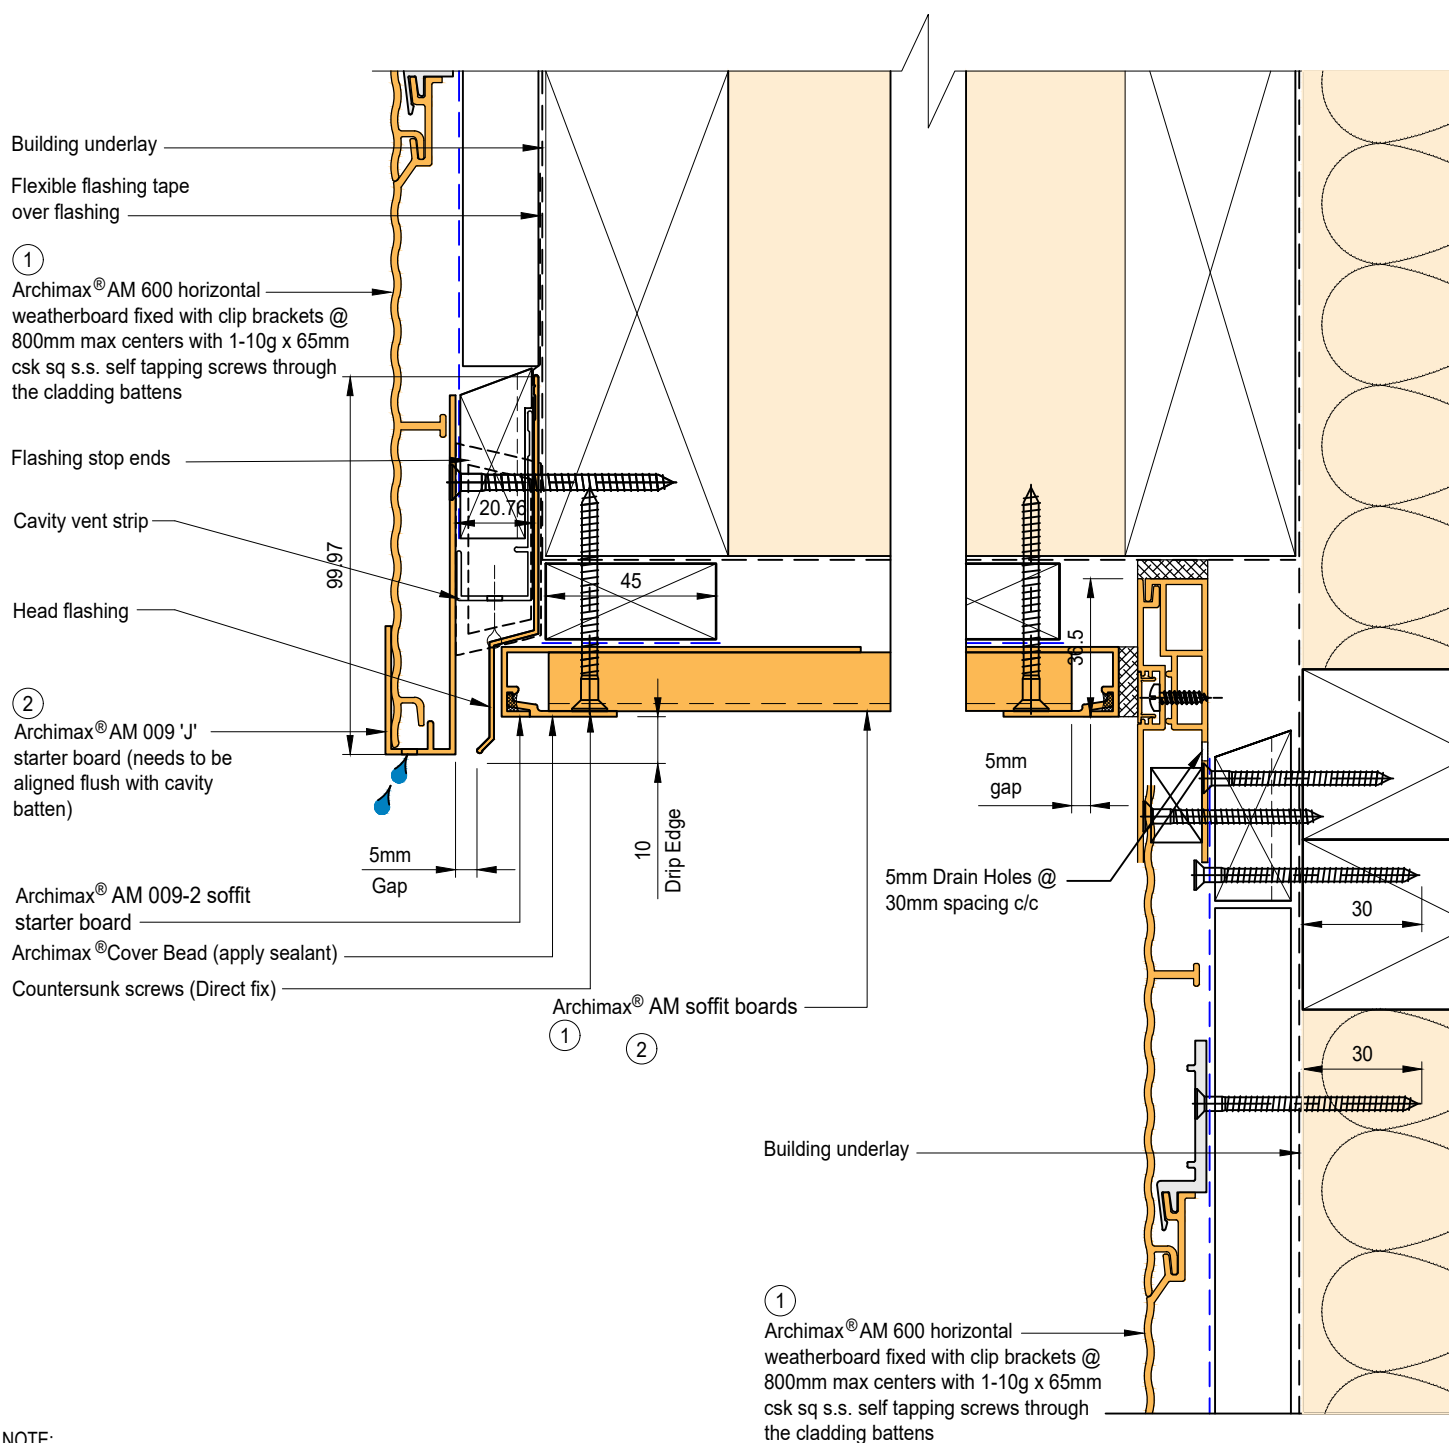 Building underlay
Flexible flashing tape
over flashing
1
Archimax® AM 600 horizontal
weatherboard fixed with clip brackets @
800mm max centers with 1-10g x 65mm
csk sq s.s. self tapping screws through
the cladding battens
Flashing stop ends
Cavity vent strip
Head flashing
2
Archimax® AM 009 'J'
starter board (needs to be
aligned flush with cavity
batten)
99.97
20.76
45
36.5
5mm
Gap
10
Drip Edge
5mm
gap
Archimax® AM 009-2 soffit
starter board
Archimax ®Cover Bead (apply sealant)
Countersunk screws (Direct fix)
Archimax® AM soffit boards
1
2
5mm Drain Holes @
30mm spacing c/c
30
30
Building underlay
1
Archimax® AM 600 horizontal
weatherboard fixed with clip brackets @
800mm max centers with 1-10g x 65mm
csk sq s.s. self tapping screws through
the cladding battens
NOTE: